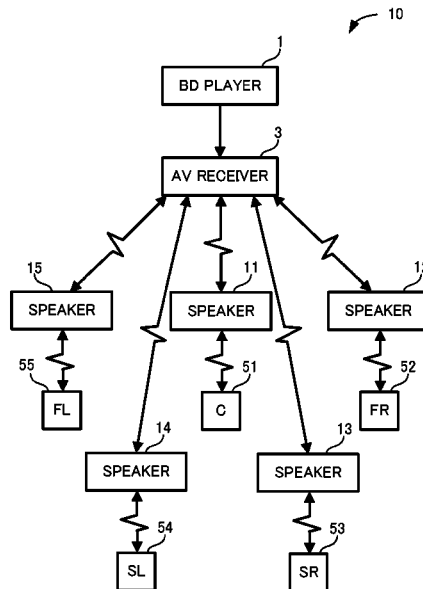 10
1
BD PLAYER
3
AV RECEIVER
15
SPEAKER
11
SPEAKER
SPEAKER
55
FL
51
C
52
FR
14
SPEAKER
13
SPEAKER
54
SL
53
SR